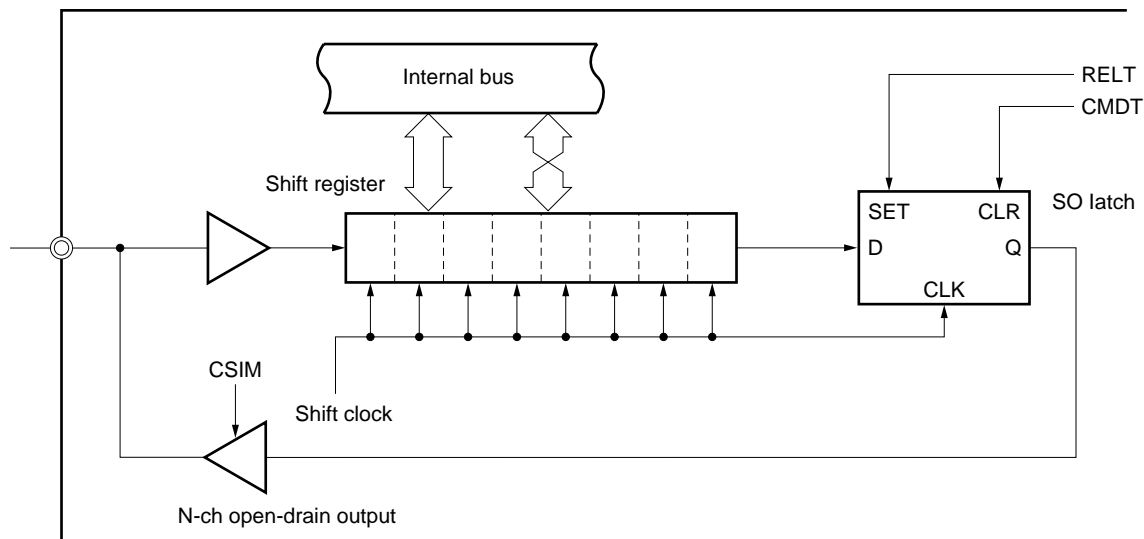 Internal bus
RELT
CMDT
Shift register
SO latch
SET
CLR
D
Q
CLK
CSIM
Shift clock
N-ch open-drain output